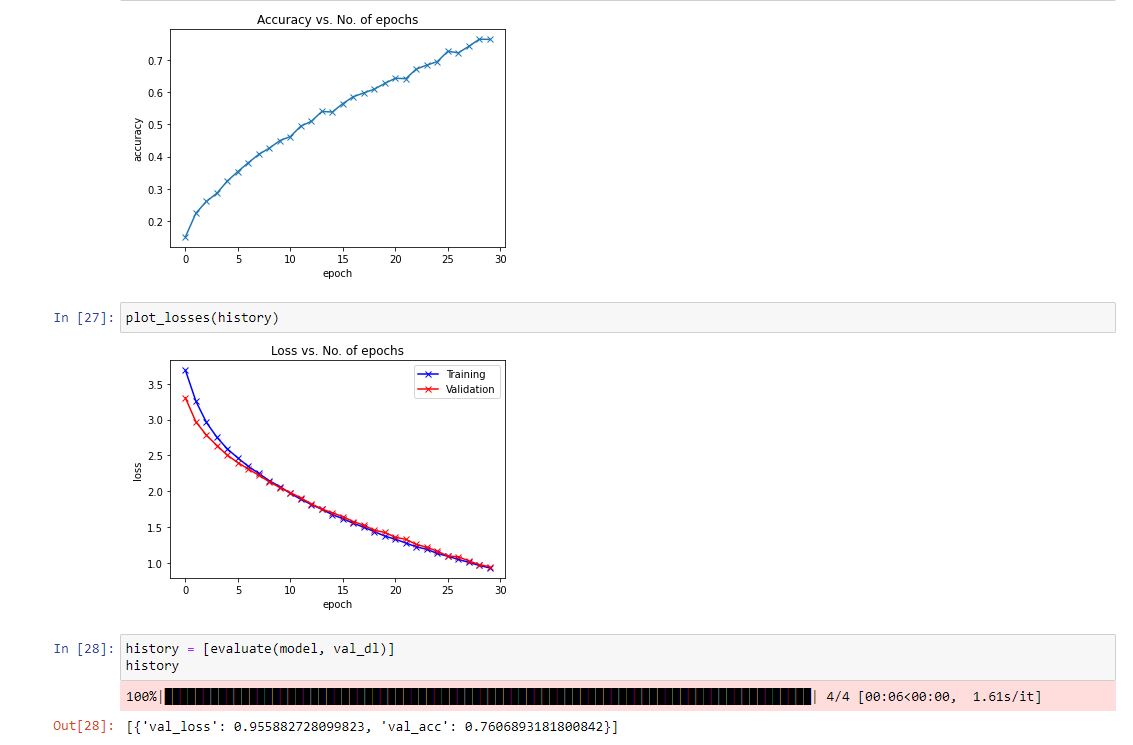 Accuracy vs. No. of epochs
0.7
0.6
0.5
0.4
0.3
0.2
accuracy
0 5 10 15 20 25 30
epoch
In [27]: plot_losses(history)
Loss vs. No. of epochs
Training
Validation
3.5
3.0
2.5
2.0
1.5
1.0
loss
0 5 10 15 20 25 30
epoch
In [28]: history = [evaluate(model, val_dl)]
history
100%| | 4/4 [00:06<00:00, 1.61s/it]
Out[28]: [{'val_loss': 0.955882728099823, 'val_acc': 0.7606893181800842}]